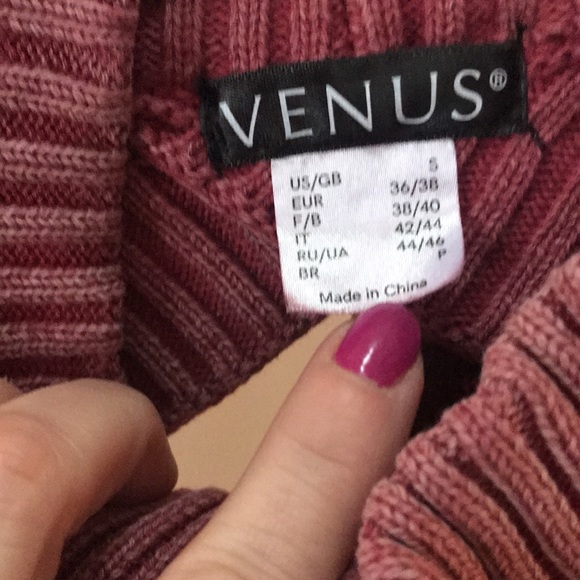 VENUS®
US/GB S
EUR 36/38
F/B 38/40
IT 42/44
RU/UA 44/46
BR P
Made in China